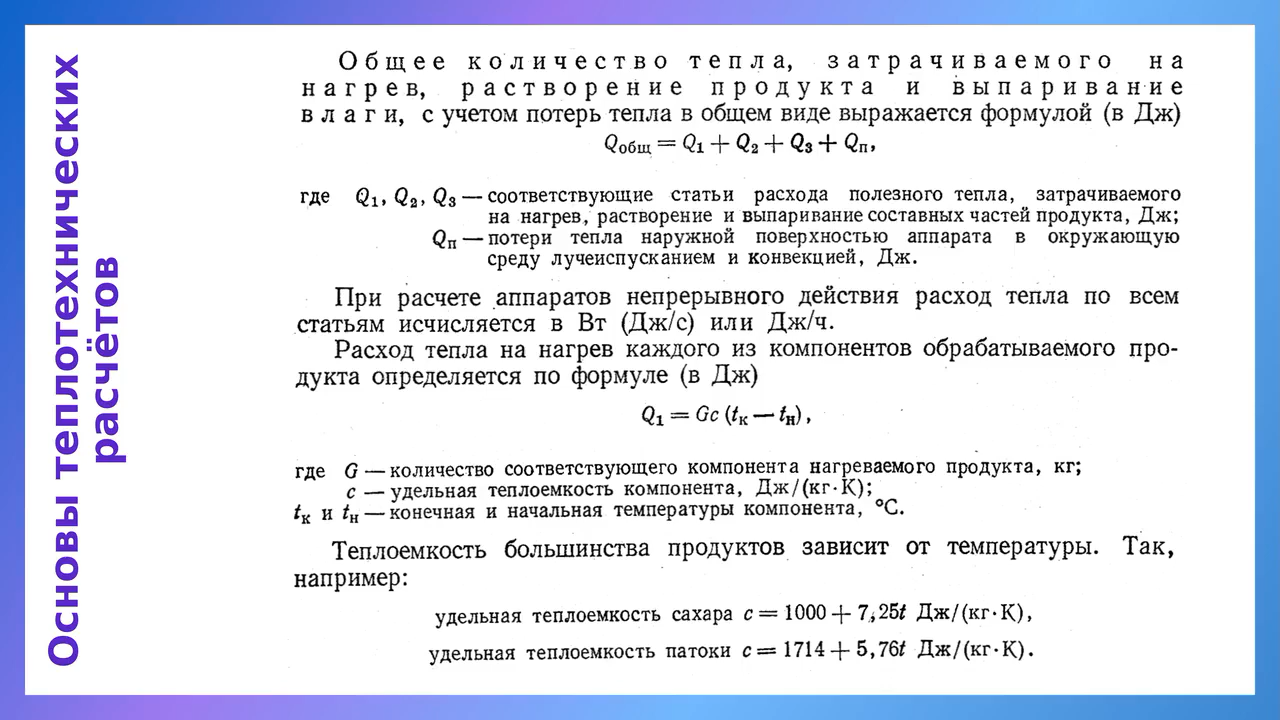 Основы теплотехнических
расчётов
Общее количество тепла, затрачиваемого на
нагрев, растворение продукта и выпаривание
влаги, с учетом потерь тепла в общем виде выражается формулой (в Дж)
Qобщ = Q1 + Q2 + Q3 + Qп,
где Q1, Q2, Q3 — соответствующие статьи расхода полезного тепла, затрачиваемого
на нагрев, растворение и выпаривание составных частей продукта, Дж;
Qп — потери тепла наружной поверхностью аппарата в окружающую
среду лучеиспусканием и конвекцией, Дж.
При расчете аппаратов непрерывного действия расход тепла по всем
статьям исчисляется в Вт (Дж/с) или Дж/ч.
Расход тепла на нагрев каждого из компонентов обрабатываемого про-
дукта определяется по формуле (в Дж)
Q1 = Gc (tк — tн),
где G — количество соответствующего компонента нагреваемого продукта, кг;
c — удельная теплоемкость компонента, Дж/(кг·К);
tк и tн — конечная и начальная температуры компонента, °С.
Теплоемкость большинства продуктов зависит от температуры. Так,
например:
удельная теплоемкость сахара c = 1000 + 7,25t Дж/(кг·К),
удельная теплоемкость патоки c = 1714 + 5,76t Дж/(кг·К).